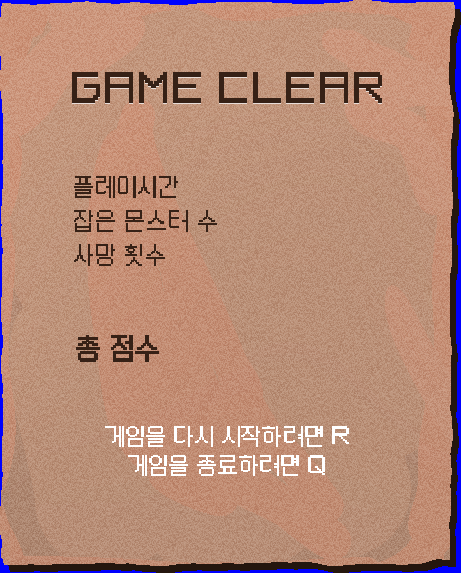 GAME CLEAR
플레이시간
잡은 몬스터 수
사망 횟수
총 점수
게임을 다시 시작하려면 R
게임을 종료하려면 Q